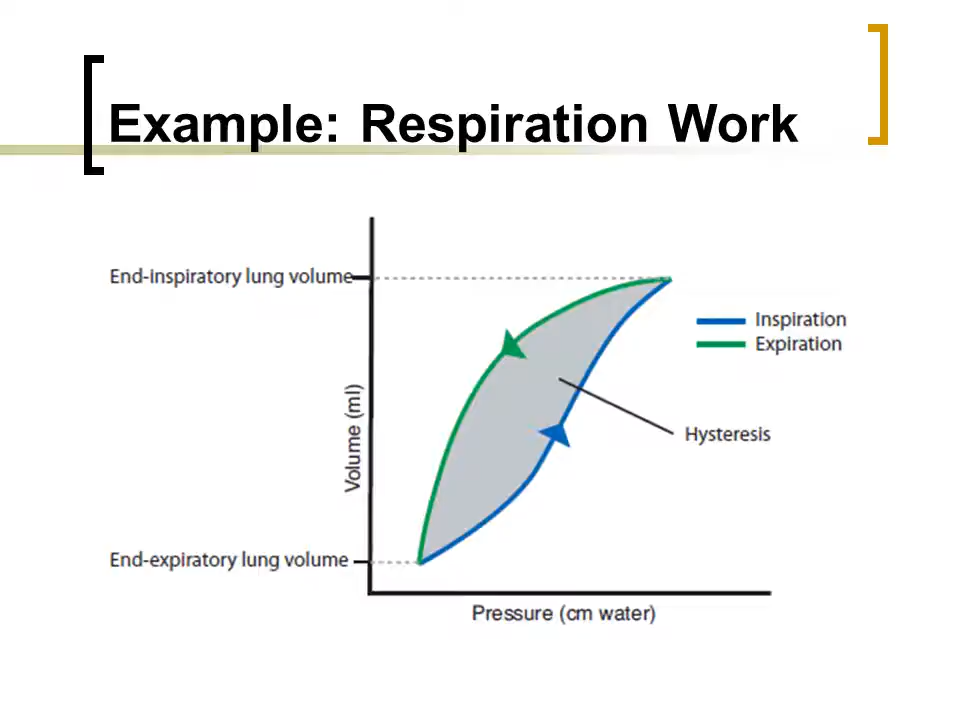 Example: Respiration Work
End-inspiratory lung volume
Inspiration
Expiration
Volume (ml)
Hysteresis
End-expiratory lung volume
Pressure (cm water)